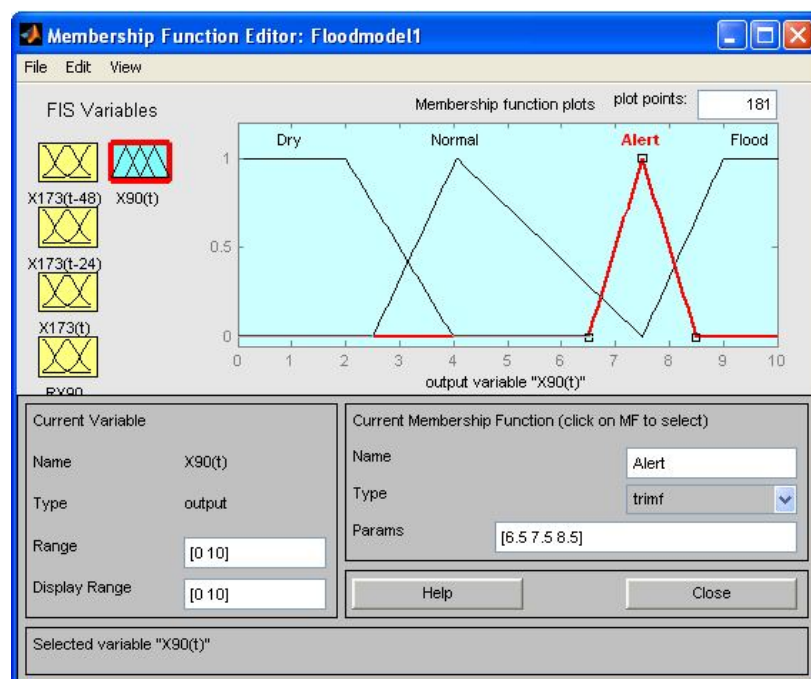 Membership Function Editor: Floodmodel1
File Edit View
FIS Variables
Membership function plots plot points: 181
X173(t-48) X90(t)
X173(t-24)
X173(t)
RX90
Dry Normal Alert Flood
1
0.5
0
0 1 2 3 4 5 6 7 8 9 10
output variable "X90(t)"
Current Variable
Name X90(t)
Type output
Range [0 10]
Display Range [0 10]
Current Membership Function (click on MF to select)
Name Alert
Type trimf
Params [6.5 7.5 8.5]
Help Close
Selected variable "X90(t)"